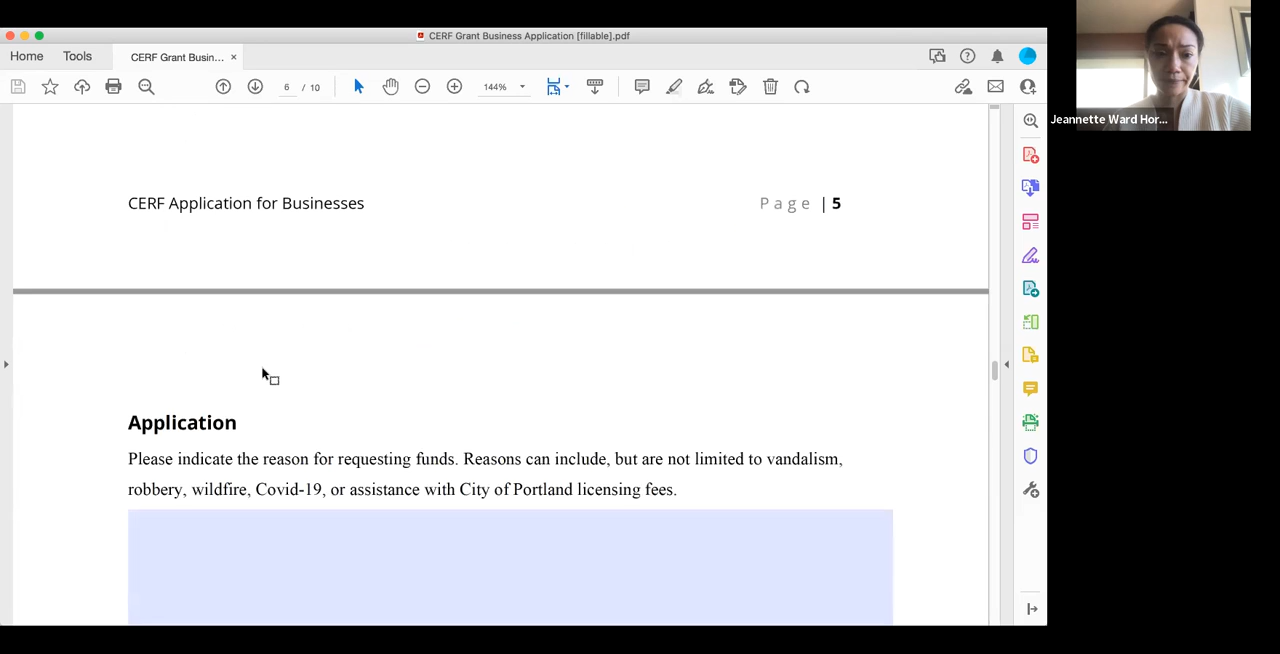 CERF Grant Business Application [fillable].pdf
Home
Tools
CERF Grant Busin... ×
6 / 10
144%
Jeannette Ward Hor...
CERF Application for Businesses
Page | 5
Application
Please indicate the reason for requesting funds. Reasons can include, but are not limited to vandalism,
robbery, wildfire, Covid-19, or assistance with City of Portland licensing fees.